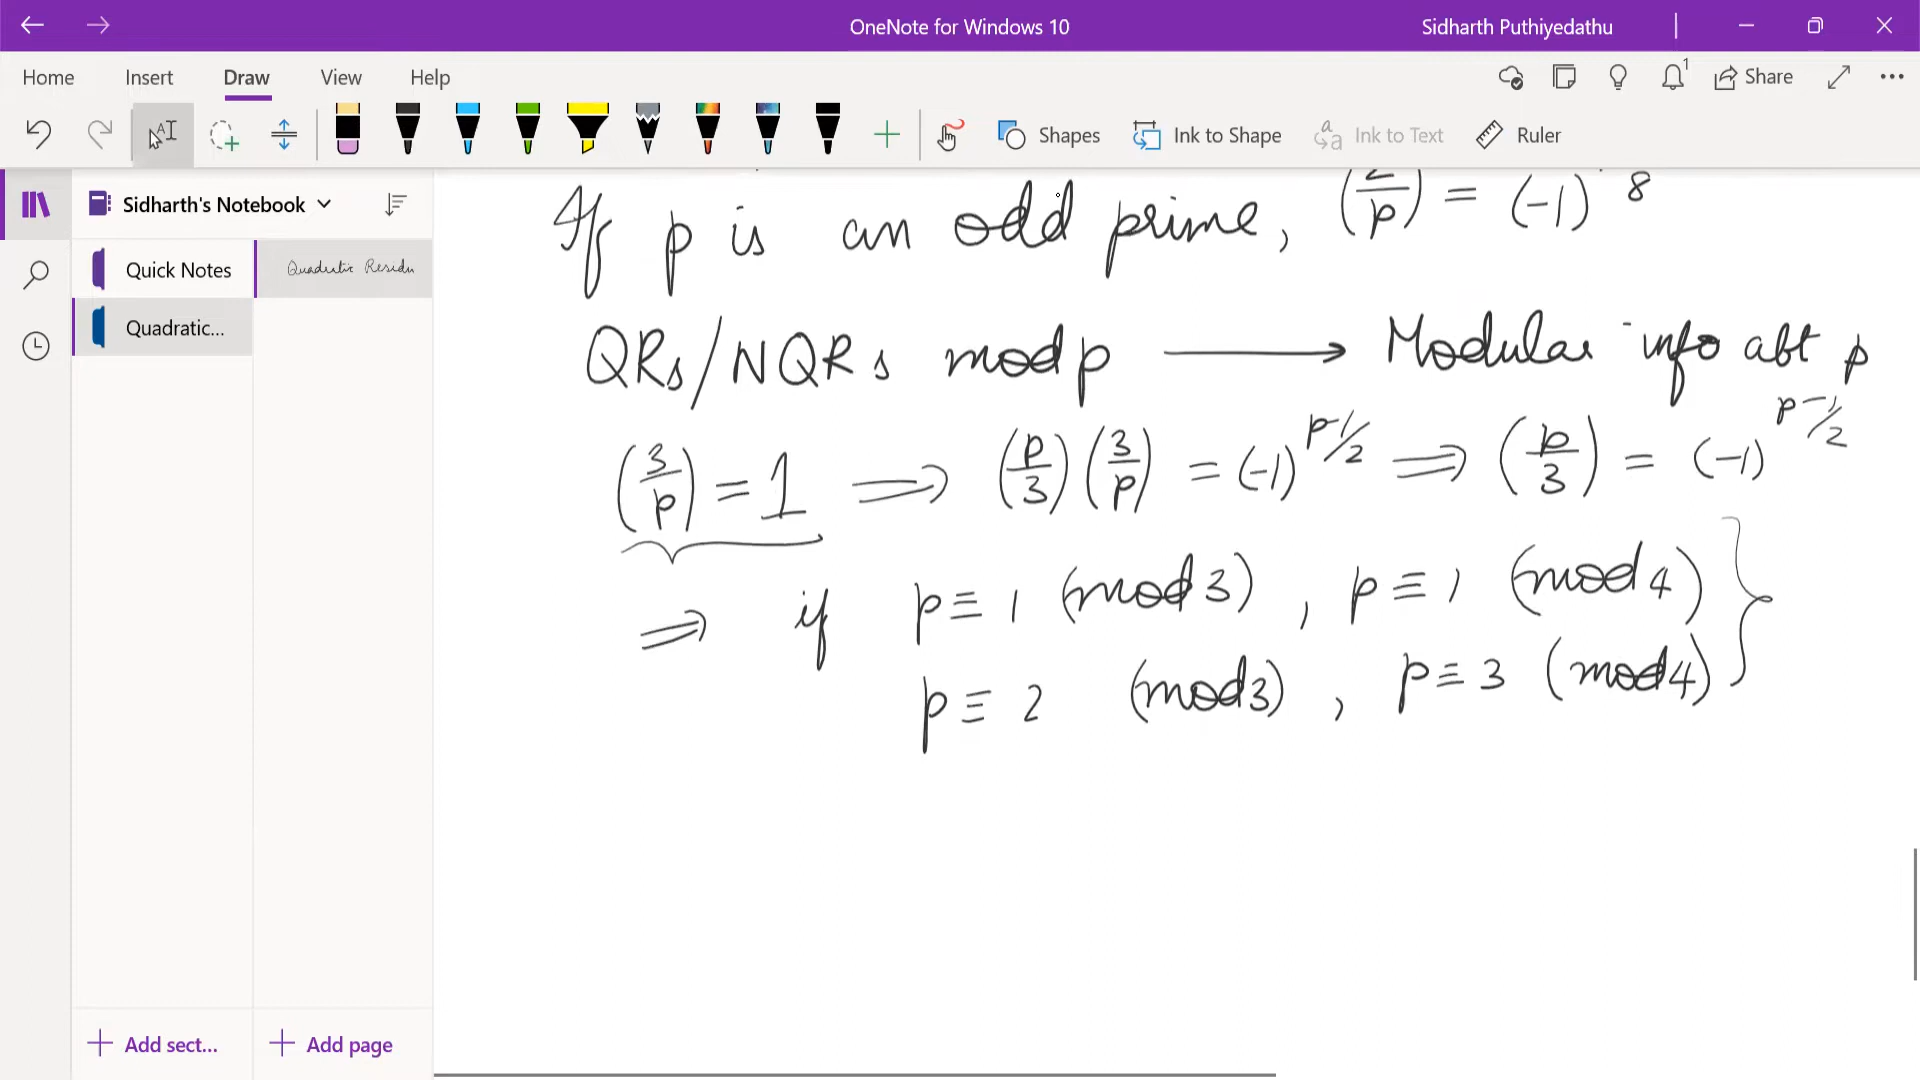 OneNote for Windows 10
Sidharth Puthiyedathu
Home Insert Draw View Help
1
Share
Shapes Ink to Shape Ink to Text Ruler
Sidharth's Notebook
Quick Notes
Quadratic...
Quadratic Residu
If p is an odd prime, (2/p) = (-1) 8
QRs/NQRs mod p ⟶ Modular info abt p
(3/p) = 1 ⟹ (p/3)(3/p) = (-1)^(p-1/2) ⟹ (p/3) = (-1)^(p-1/2)
⟹ if p ≡ 1 (mod 3), p ≡ 1 (mod 4)
p ≡ 2 (mod 3), p ≡ 3 (mod 4)
Add sect...
Add page